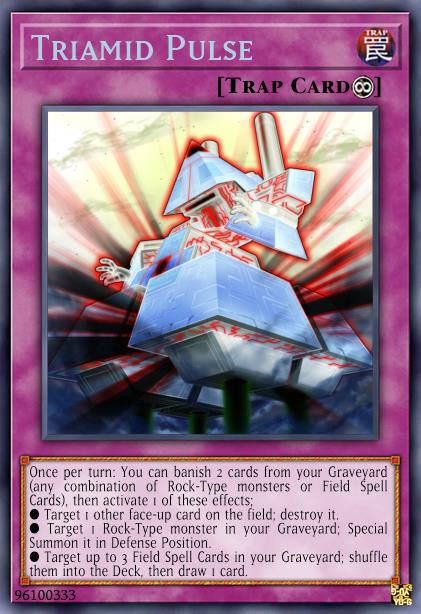 Triamid Pulse
TRAP
罠
[Trap Card]
Once per turn: You can banish 2 cards from your Graveyard
(any combination of Rock-Type monsters or Field Spell
Cards), then activate 1 of these effects;
● Target 1 other face-up card on the field; destroy it.
● Target 1 Rock-Type monster in your Graveyard; Special
Summon it in Defense Position.
● Target up to 3 Field Spell Cards in your Graveyard; shuffle
them into the Deck, then draw 1 card.
96100333